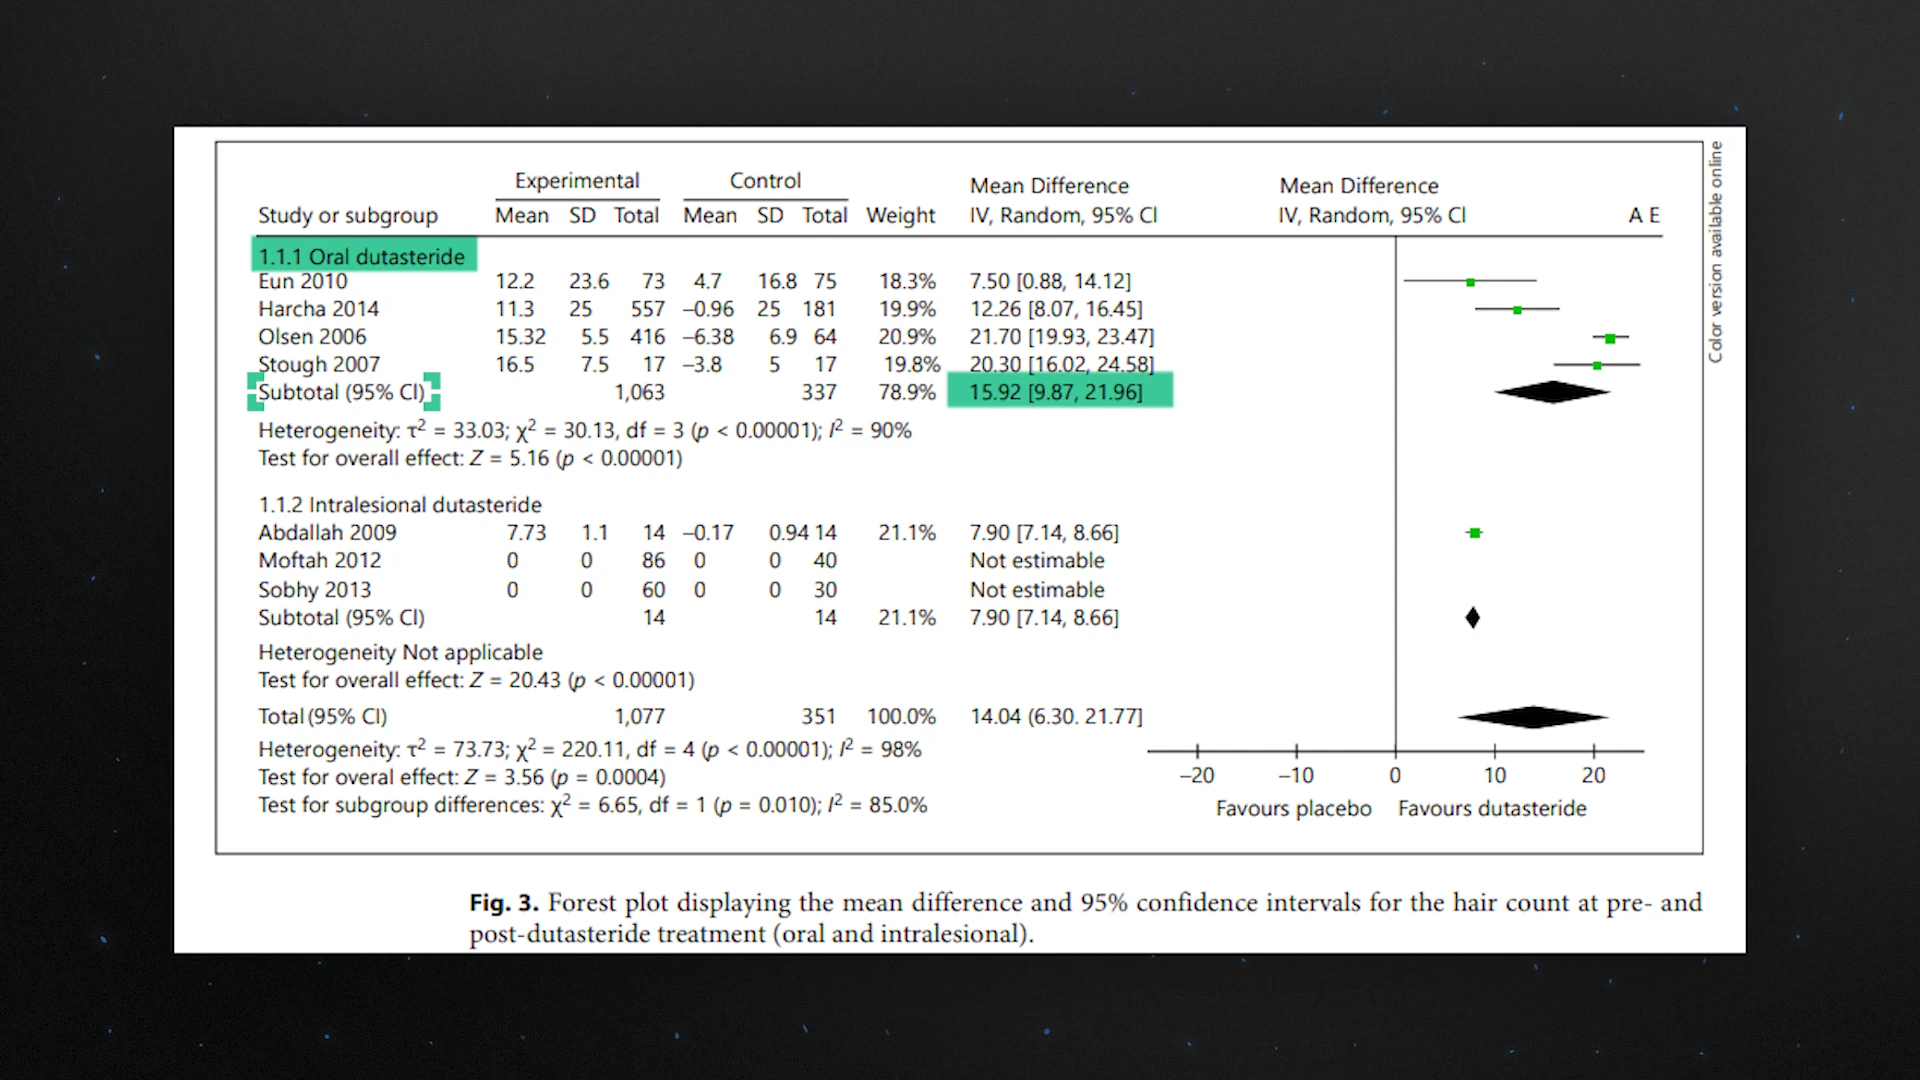 Experimental Control
Mean Difference Mean Difference
Study or subgroup Mean SD Total Mean SD Total Weight IV, Random, 95% CI IV, Random, 95% CI A E
1.1.1 Oral dutasteride
Eun 2010 12.2 23.6 73 4.7 16.8 75 18.3% 7.50 [0.88, 14.12]
Harcha 2014 11.3 25 557 −0.96 25 181 19.9% 12.26 [8.07, 16.45]
Olsen 2006 15.32 5.5 416 −6.38 6.9 64 20.9% 21.70 [19.93, 23.47]
Stough 2007 16.5 7.5 17 −3.8 5 17 19.8% 20.30 [16.02, 24.58]
Subtotal (95% CI) 1,063 337 78.9% 15.92 [9.87, 21.96]
Heterogeneity: τ² = 33.03; χ² = 30.13, df = 3 (p < 0.00001); I² = 90%
Test for overall effect: Z = 5.16 (p < 0.00001)
1.1.2 Intralesional dutasteride
Abdallah 2009 7.73 1.1 14 −0.17 0.94 14 21.1% 7.90 [7.14, 8.66]
Moftah 2012 0 0 86 0 0 40 Not estimable
Sobhy 2013 0 0 60 0 0 30 Not estimable
Subtotal (95% CI) 14 14 21.1% 7.90 [7.14, 8.66]
Heterogeneity Not applicable
Test for overall effect: Z = 20.43 (p < 0.00001)
Total (95% CI) 1,077 351 100.0% 14.04 (6.30. 21.77]
Heterogeneity: τ² = 73.73; χ² = 220.11, df = 4 (p < 0.00001); I² = 98%
Test for overal effect: Z = 3.56 (p = 0.0004)
Test for subgroup differences: χ² = 6.65, df = 1 (p = 0.010); I² = 85.0%
−20 −10 0 10 20
Favours placebo Favours dutasteride
Color version available online
Fig. 3. Forest plot displaying the mean difference and 95% confidence intervals for the hair count at pre- and
post-dutasteride treatment (oral and intralesional).